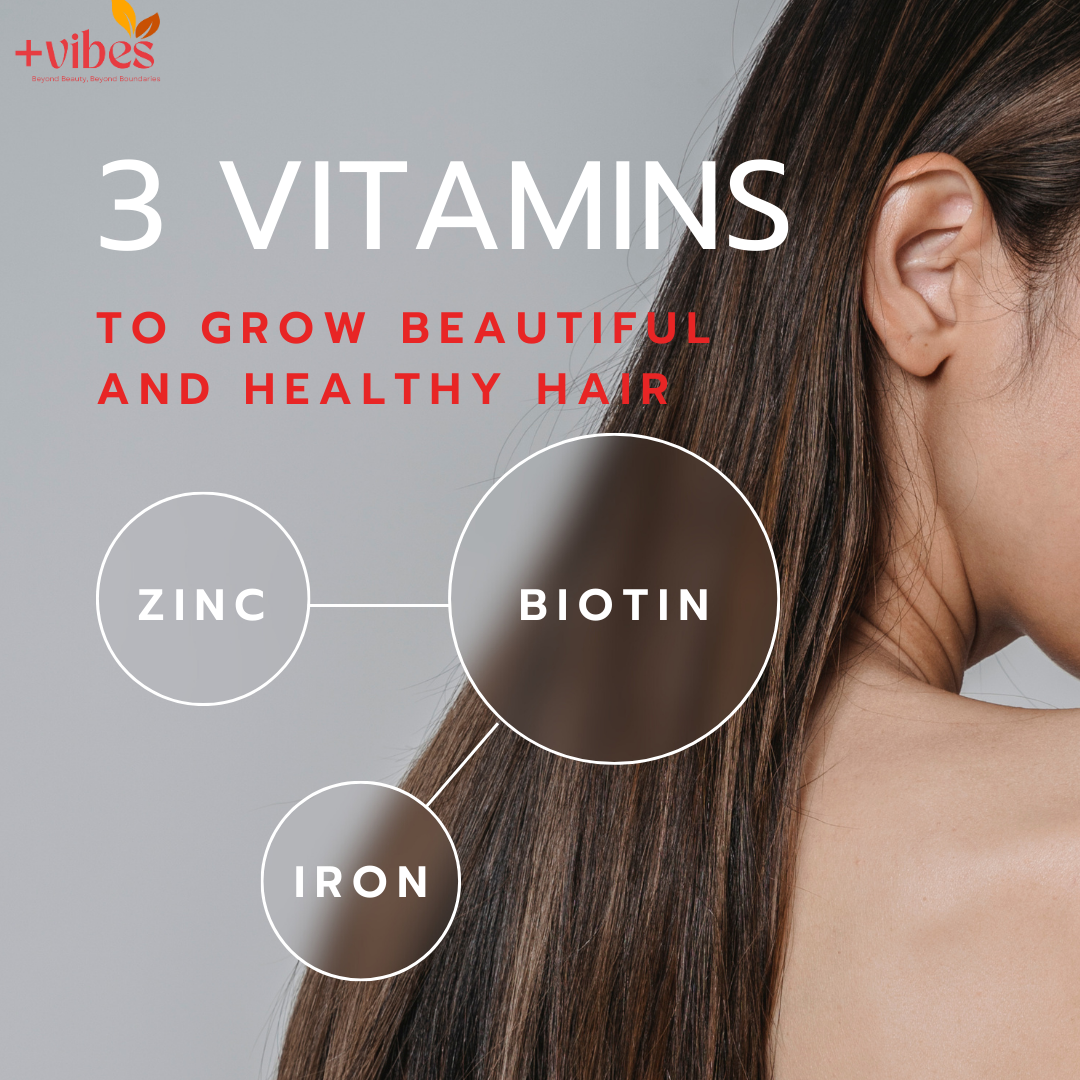 +vibes
Beyond Beauty, Beyond Boundaries
3 VITAMINS
TO GROW BEAUTIFUL
AND HEALTHY HAIR
ZINC
BIOTIN
IRON